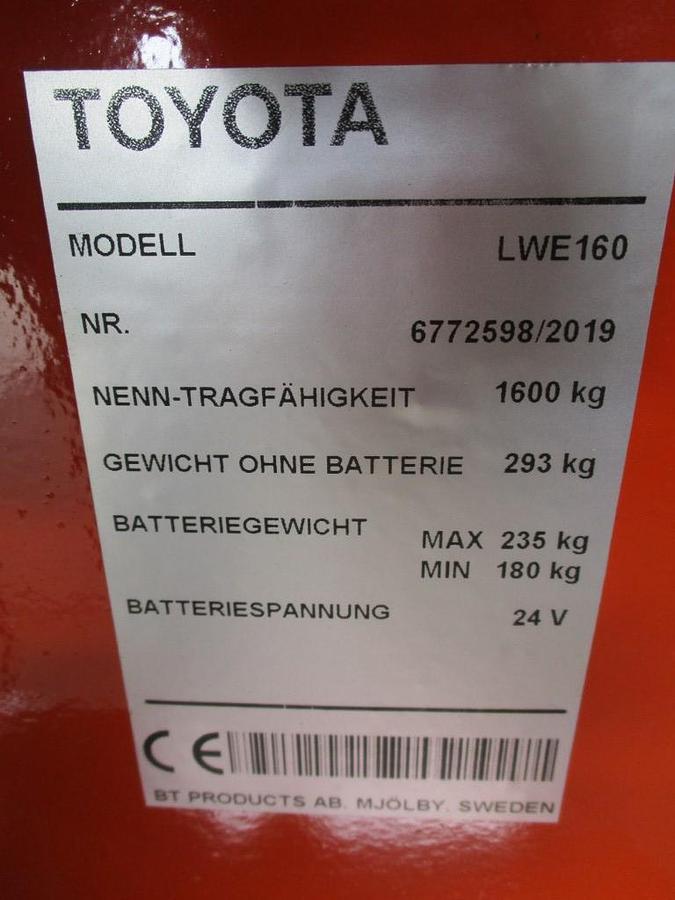 TOYOTA
MODELL LWE160
NR. 6772598/2019
NENN-TRAGFÄHIGKEIT 1600 kg
GEWICHT OHNE BATTERIE 293 kg
BATTERIEGEWICHT MAX 235 kg
MIN 180 kg
BATTERIESPANNUNG 24 V
CE
BT PRODUCTS AB. MJÖLBY. SWEDEN